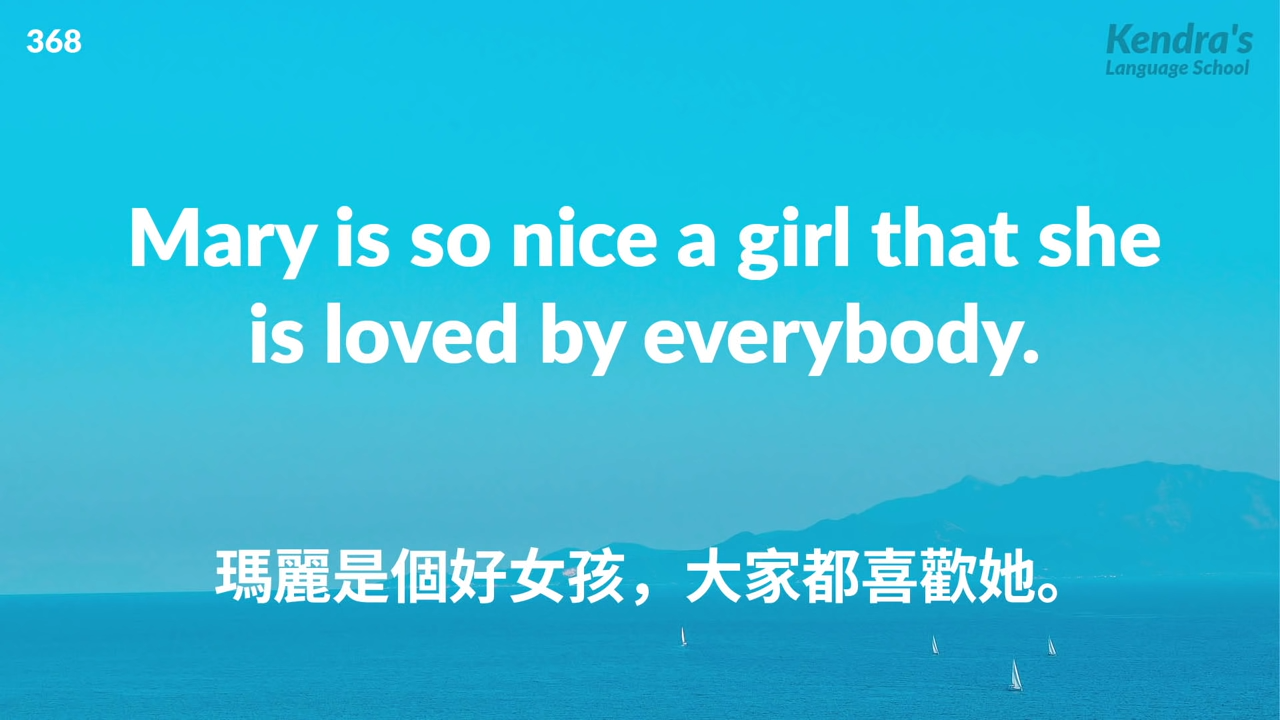 368
Kendra's
Language School
Mary is so nice a girl that she
is loved by everybody.
瑪麗是個好女孩，大家都喜歡她。